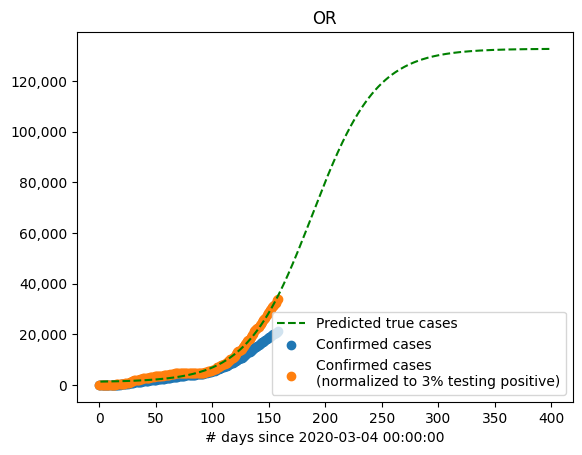 OR
120,000
100,000
80,000
60,000
40,000
20,000
0
Predicted true cases
Confirmed cases
Confirmed cases
(normalized to 3% testing positive)
0 50 100 150 200 250 300 350 400
# days since 2020-03-04 00:00:00